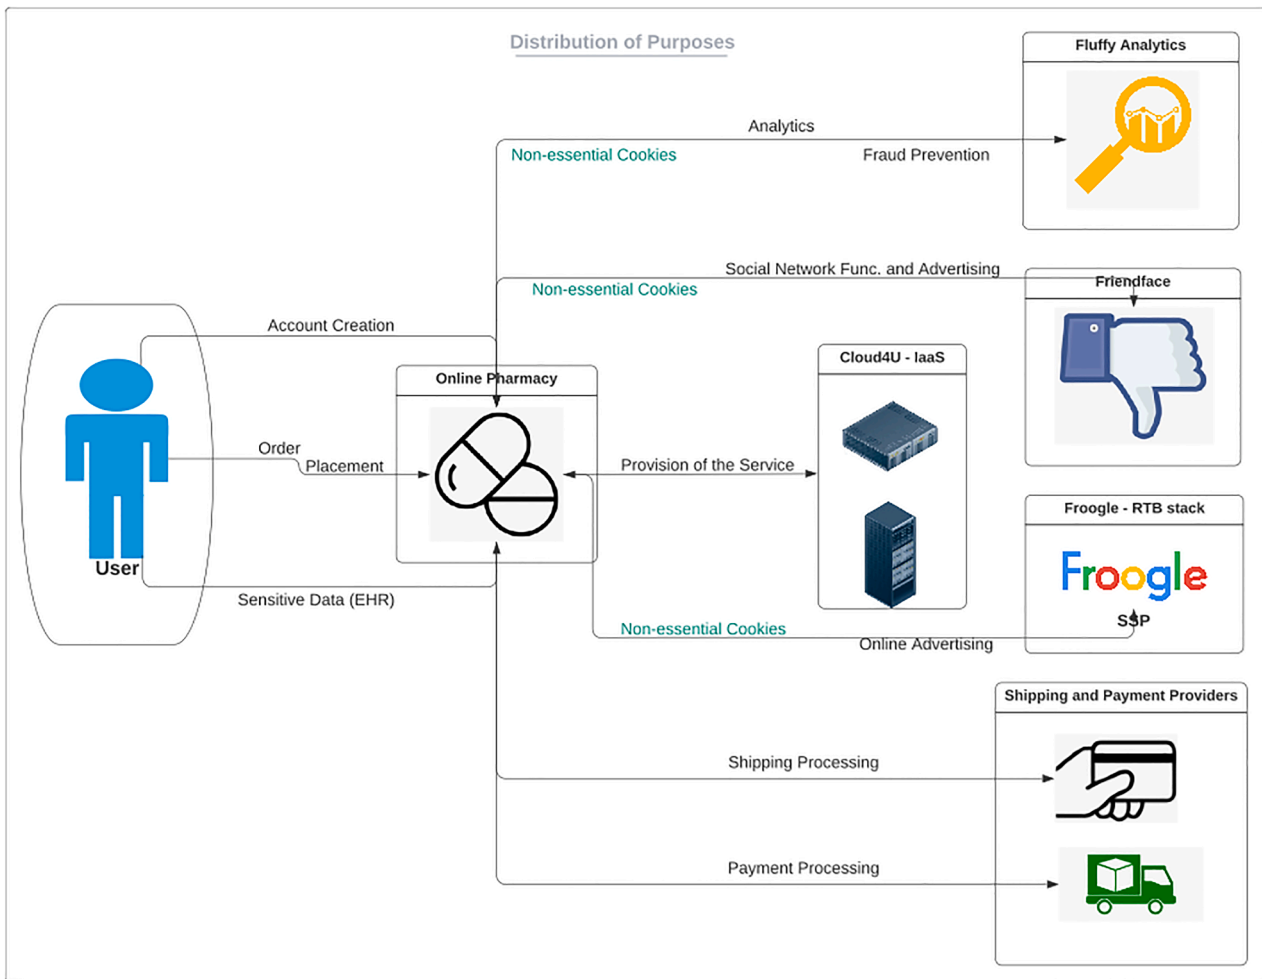 Distribution of Purposes
Fluffy Analytics
Analytics
Non-essential Cookies
Fraud Prevention
Social Network Func. and Advertising
Non-essential Cookies
Friendface
Account Creation
Cloud4U - IaaS
Online Pharmacy
Order
Placement
Provision of the Service
Froogle - RTB stack
Froogle
SSP
User
Sensitive Data (EHR)
Non-essential Cookies
Online Advertising
Shipping and Payment Providers
Shipping Processing
Payment Processing